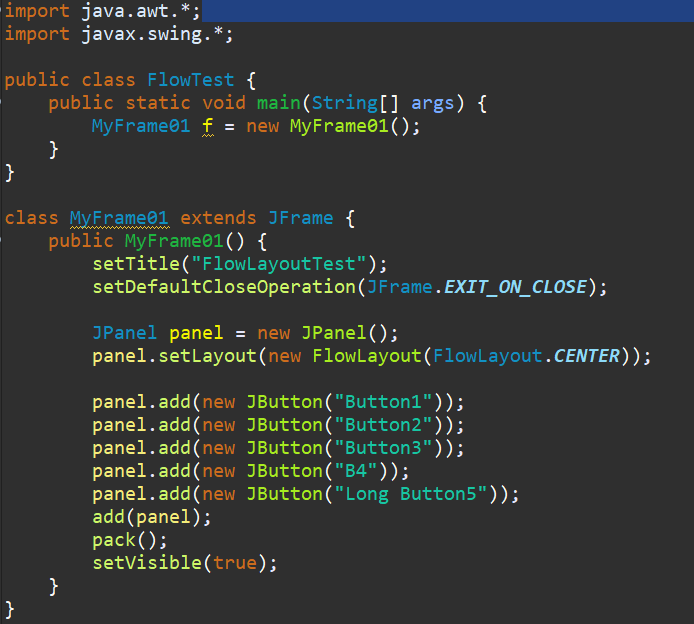 import java.awt.*;
import javax.swing.*;

public class FlowTest {
    public static void main(String[] args) {
        MyFrame01 f = new MyFrame01();
    }
}

class MyFrame01 extends JFrame {
    public MyFrame01() {
        setTitle("FlowLayoutTest");
        setDefaultCloseOperation(JFrame.EXIT_ON_CLOSE);

        JPanel panel = new JPanel();
        panel.setLayout(new FlowLayout(FlowLayout.CENTER));

        panel.add(new JButton("Button1"));
        panel.add(new JButton("Button2"));
        panel.add(new JButton("Button3"));
        panel.add(new JButton("B4"));
        panel.add(new JButton("Long Button5"));
        add(panel);
        pack();
        setVisible(true);
    }
}